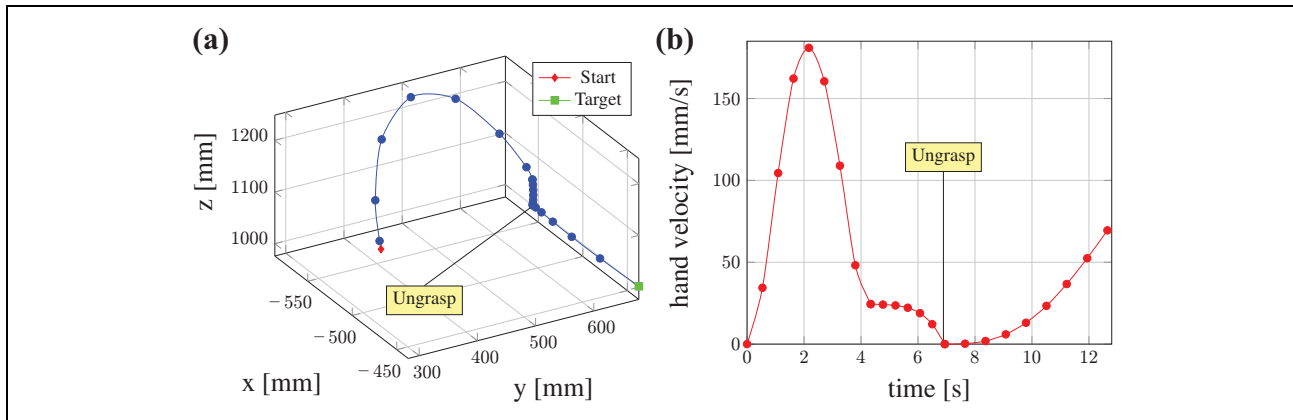 (a)
Start
Target
1200
1100
1000
z [mm]
Ungrasp
−550
−500
−450
x [mm]
300
400
500
600
y [mm]
(b)
150
100
50
0
hand velocity [mm/s]
Ungrasp
0 2 4 6 8 10 12
time [s]